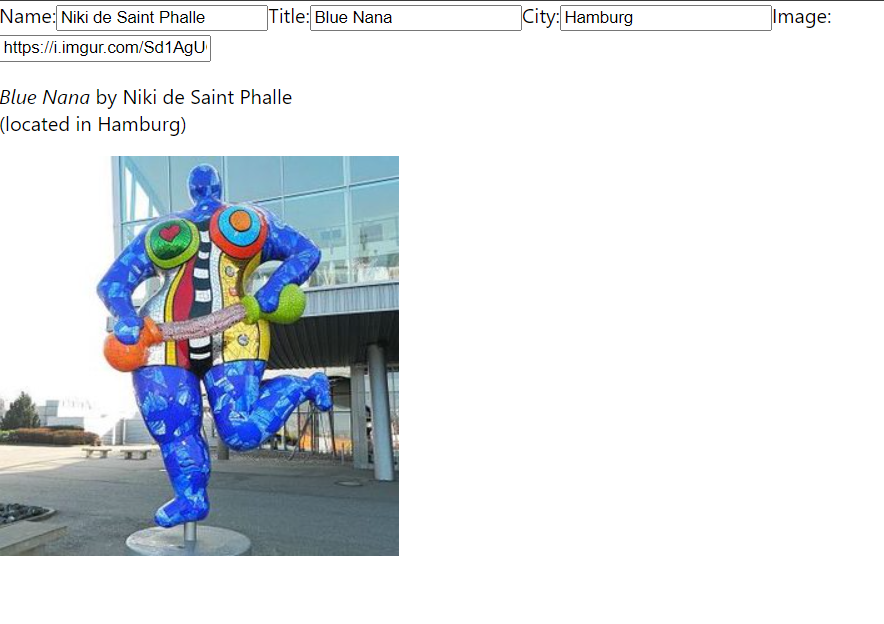 Name: Niki de Saint Phalle Title: Blue Nana City: Hamburg Image:
https://i.imgur.com/Sd1AgU
Blue Nana by Niki de Saint Phalle
(located in Hamburg)